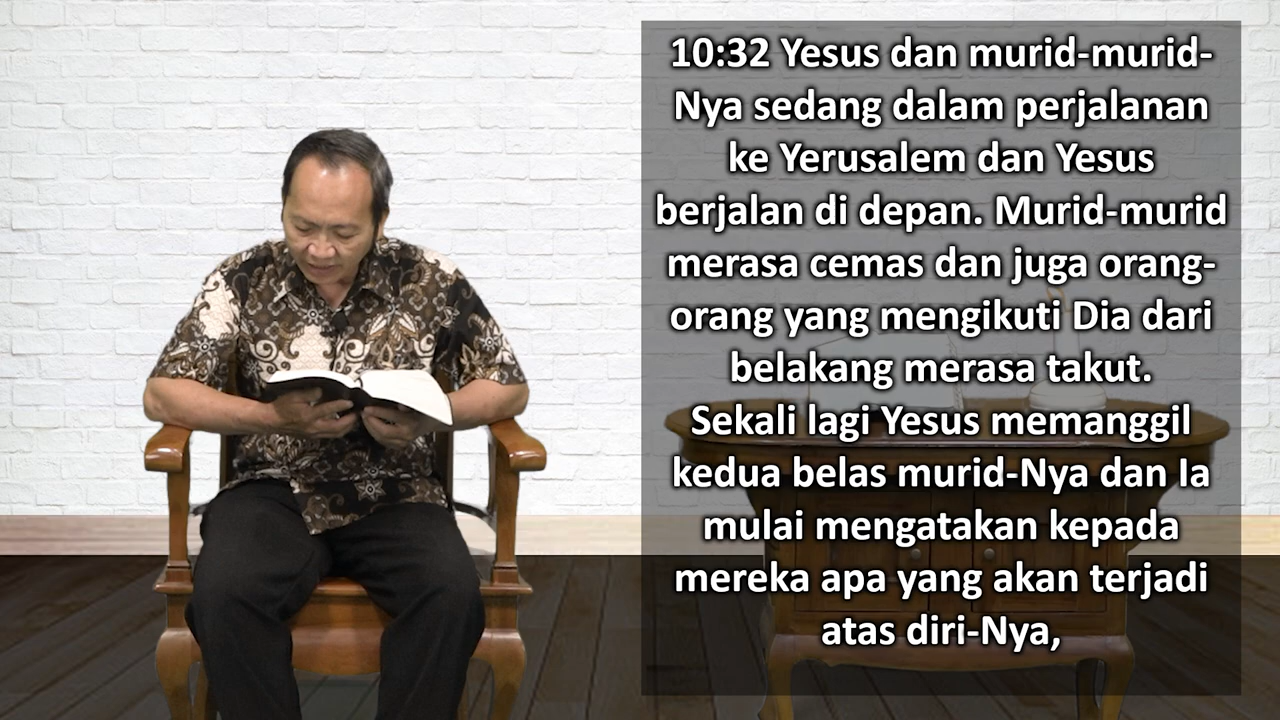 10:32 Yesus dan murid-murid-
Nya sedang dalam perjalanan
ke Yerusalem dan Yesus
berjalan di depan. Murid-murid
merasa cemas dan juga orang-
orang yang mengikuti Dia dari
belakang merasa takut.
Sekali lagi Yesus memanggil
kedua belas murid-Nya dan Ia
mulai mengatakan kepada
mereka apa yang akan terjadi
atas diri-Nya,